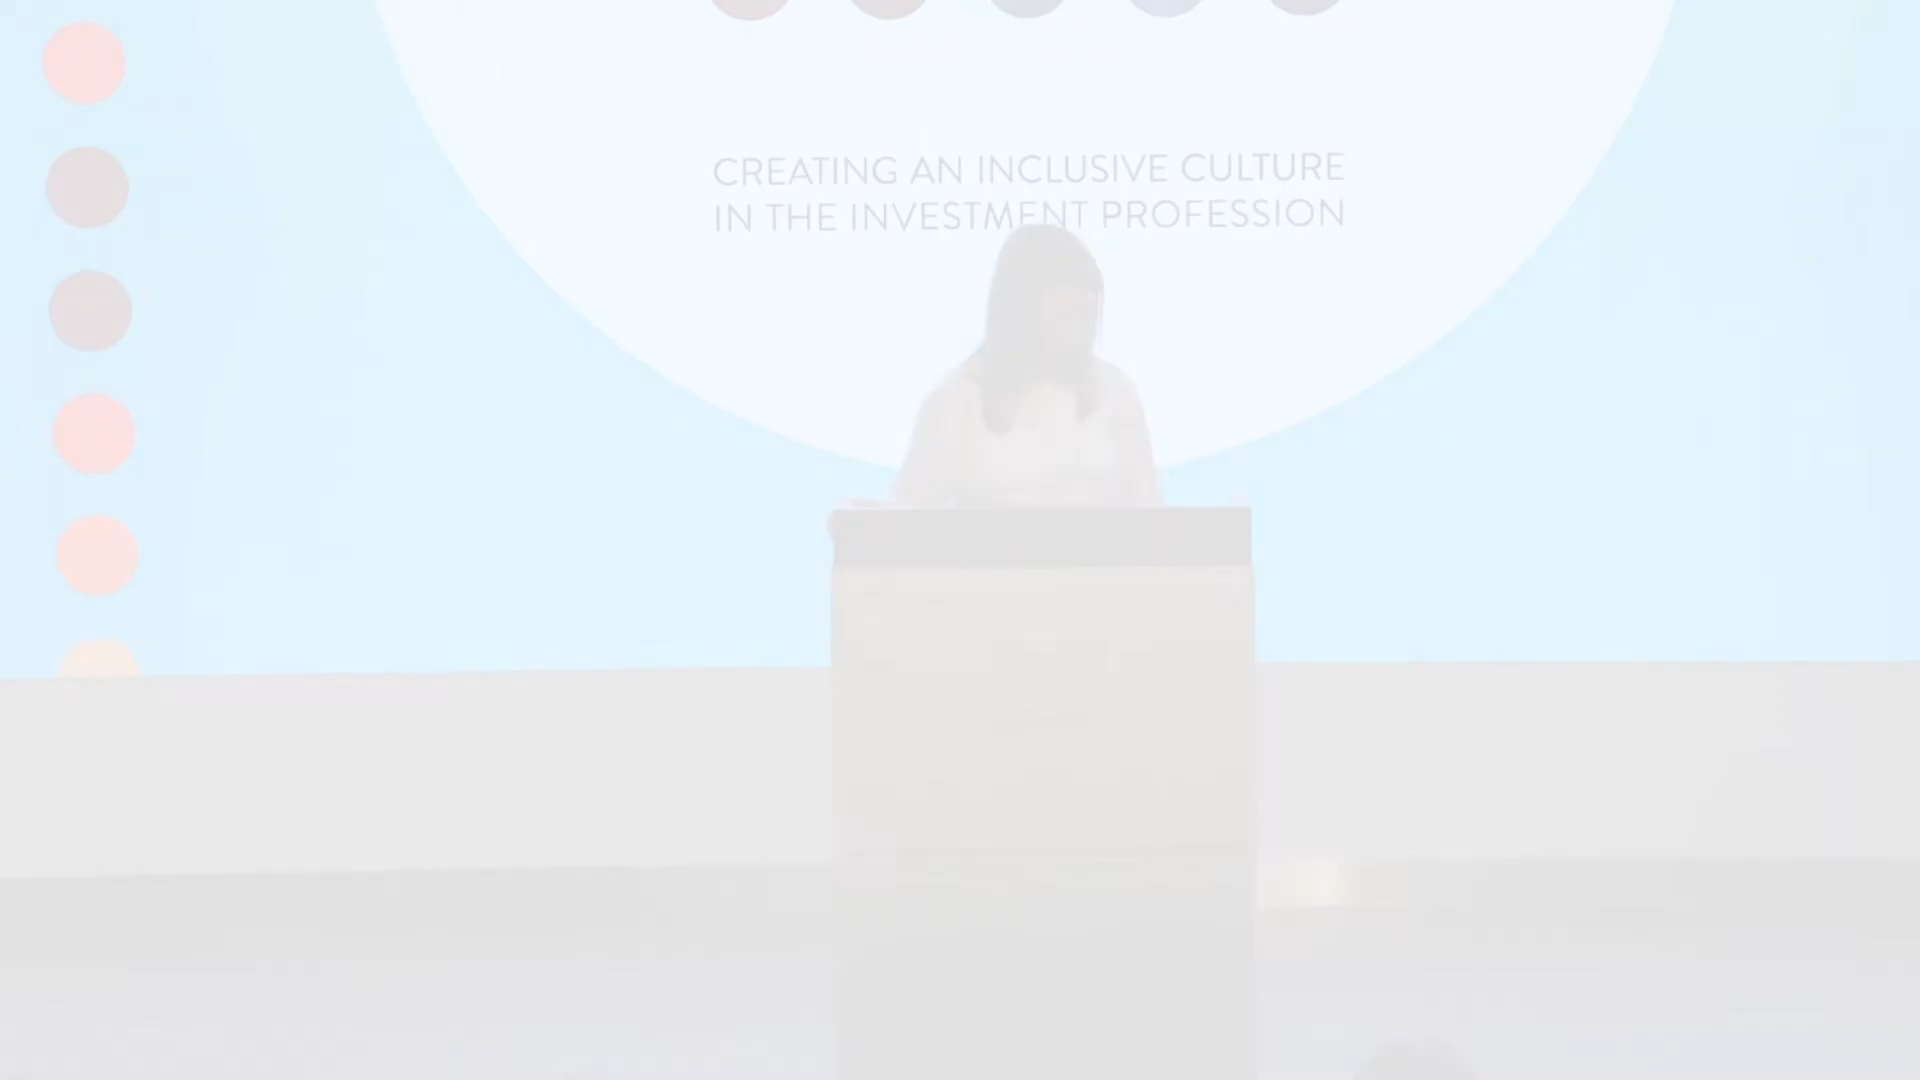 CREATING AN INCLUSIVE CULTURE
IN THE INVESTMENT PROFESSION